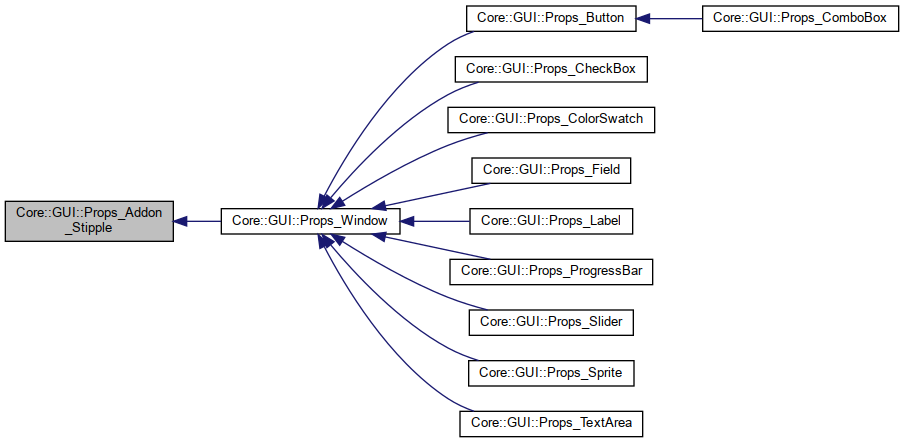 Core::GUI::Props_Button
Core::GUI::Props_ComboBox
Core::GUI::Props_CheckBox
Core::GUI::Props_ColorSwatch
Core::GUI::Props_Field
Core::GUI::Props_Addon
_Stipple
Core::GUI::Props_Window
Core::GUI::Props_Label
Core::GUI::Props_ProgressBar
Core::GUI::Props_Slider
Core::GUI::Props_Sprite
Core::GUI::Props_TextArea